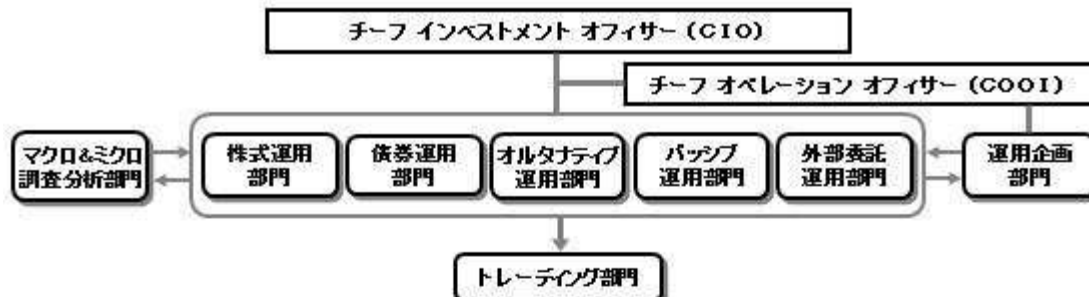 チーフ インベストメント オフィサー (CIO)
チーフ オペレーション オフィサー (COOI)
マクロ&ミクロ
調査分析部門
株式運用
部門
債券運用
部門
オルタナティブ
運用部門
パッシブ
運用部門
外部委託
運用部門
運用企画
部門
トレーディング部門